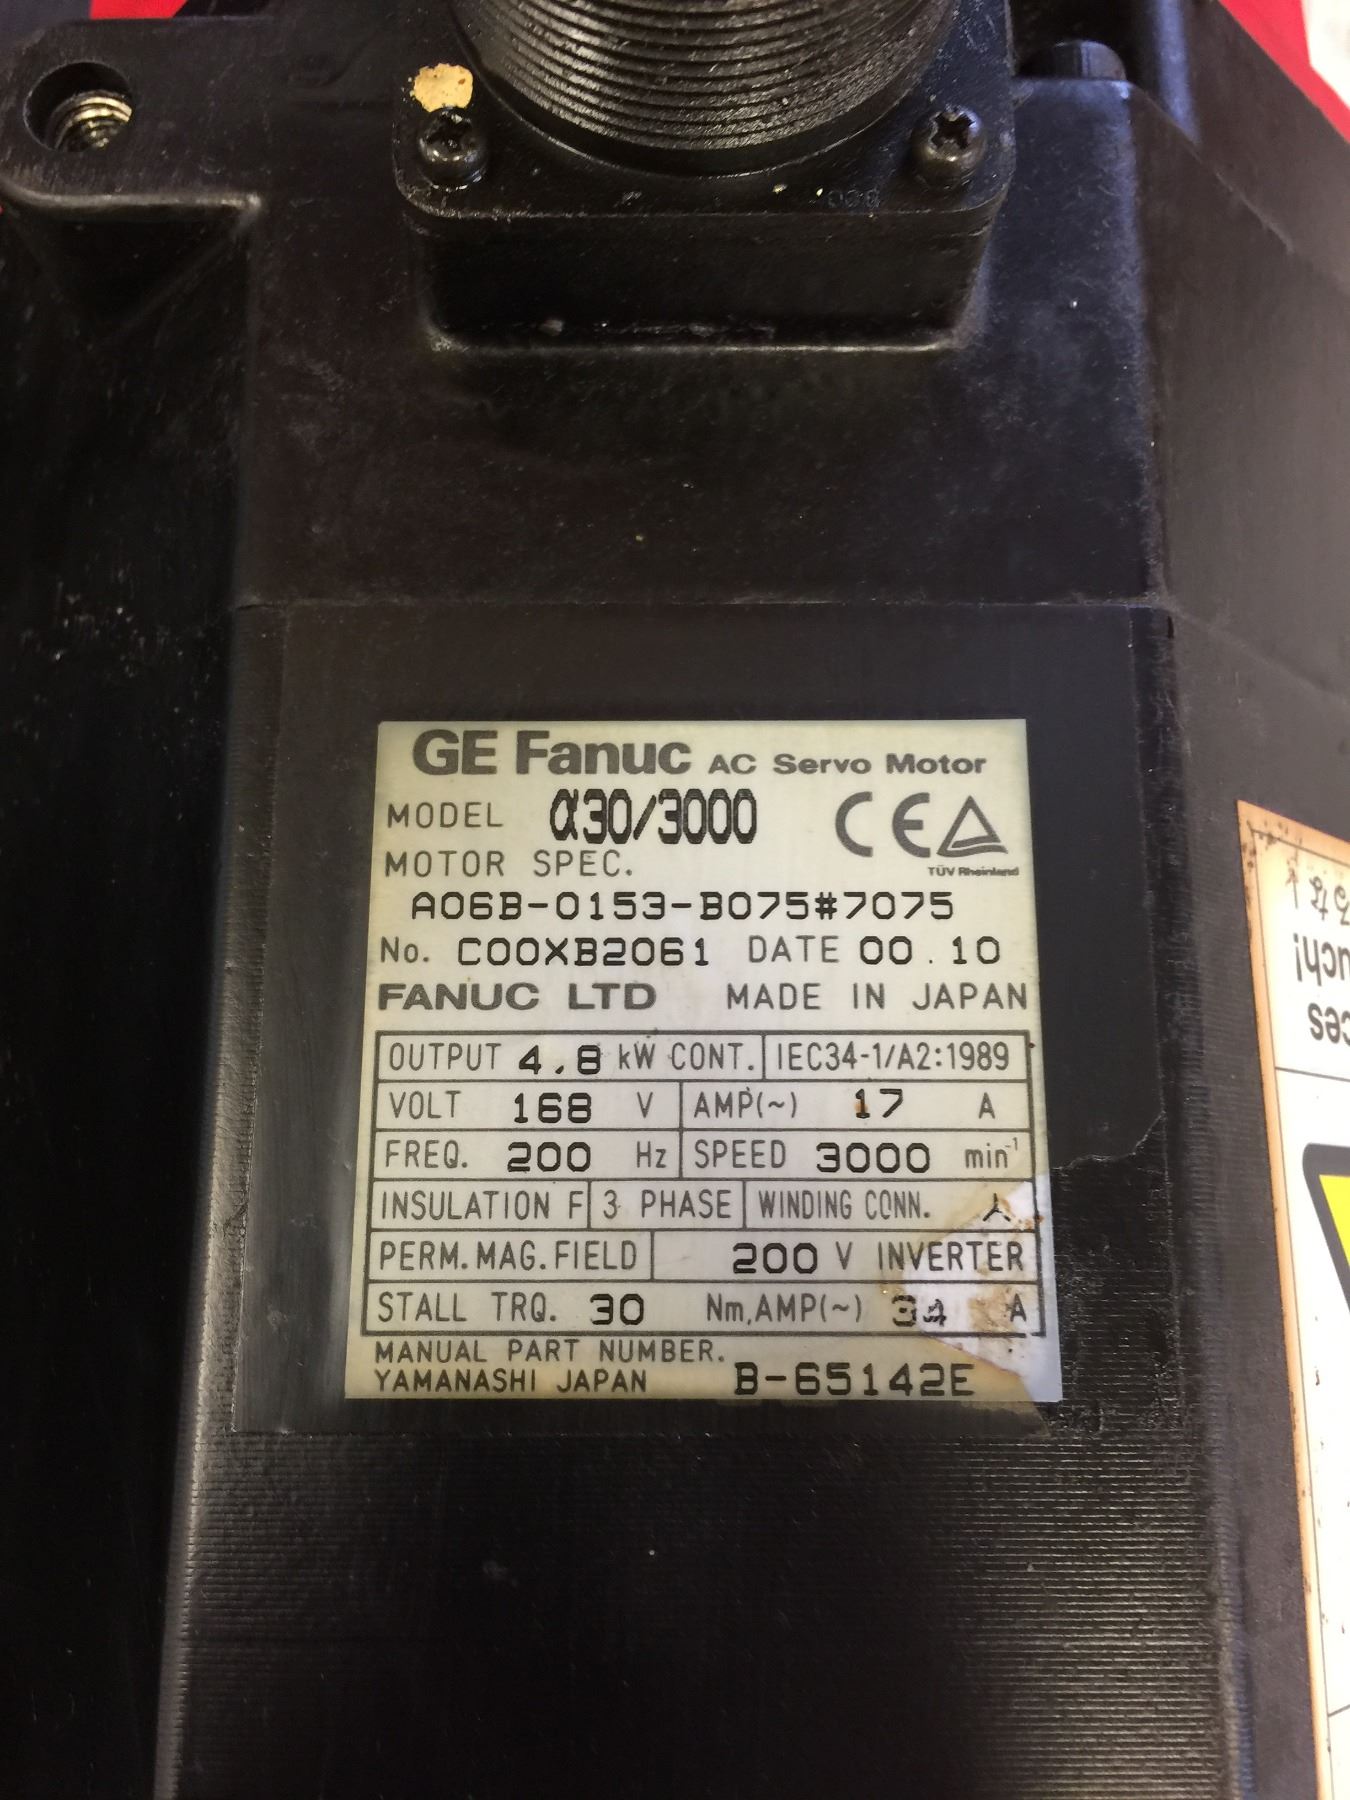 GE Fanuc AC Servo Motor
MODEL α30/3000 CE
MOTOR SPEC.
TÜV Rheinland
A06B-0153-B075#7075
No. C00XB2061 DATE 00.10
FANUC LTD MADE IN JAPAN
OUTPUT 4.8 kW CONT. IEC34-1/A2:1989
VOLT 168 V AMP(~) 17 A
FREQ. 200 Hz SPEED 3000 min⁻¹
INSULATION F 3 PHASE WINDING CONN.
PERM.MAG.FIELD 200 V INVERTER
STALL TRQ. 30 Nm,AMP(~) A
MANUAL PART NUMBER.
YAMANASHI JAPAN B-65142E